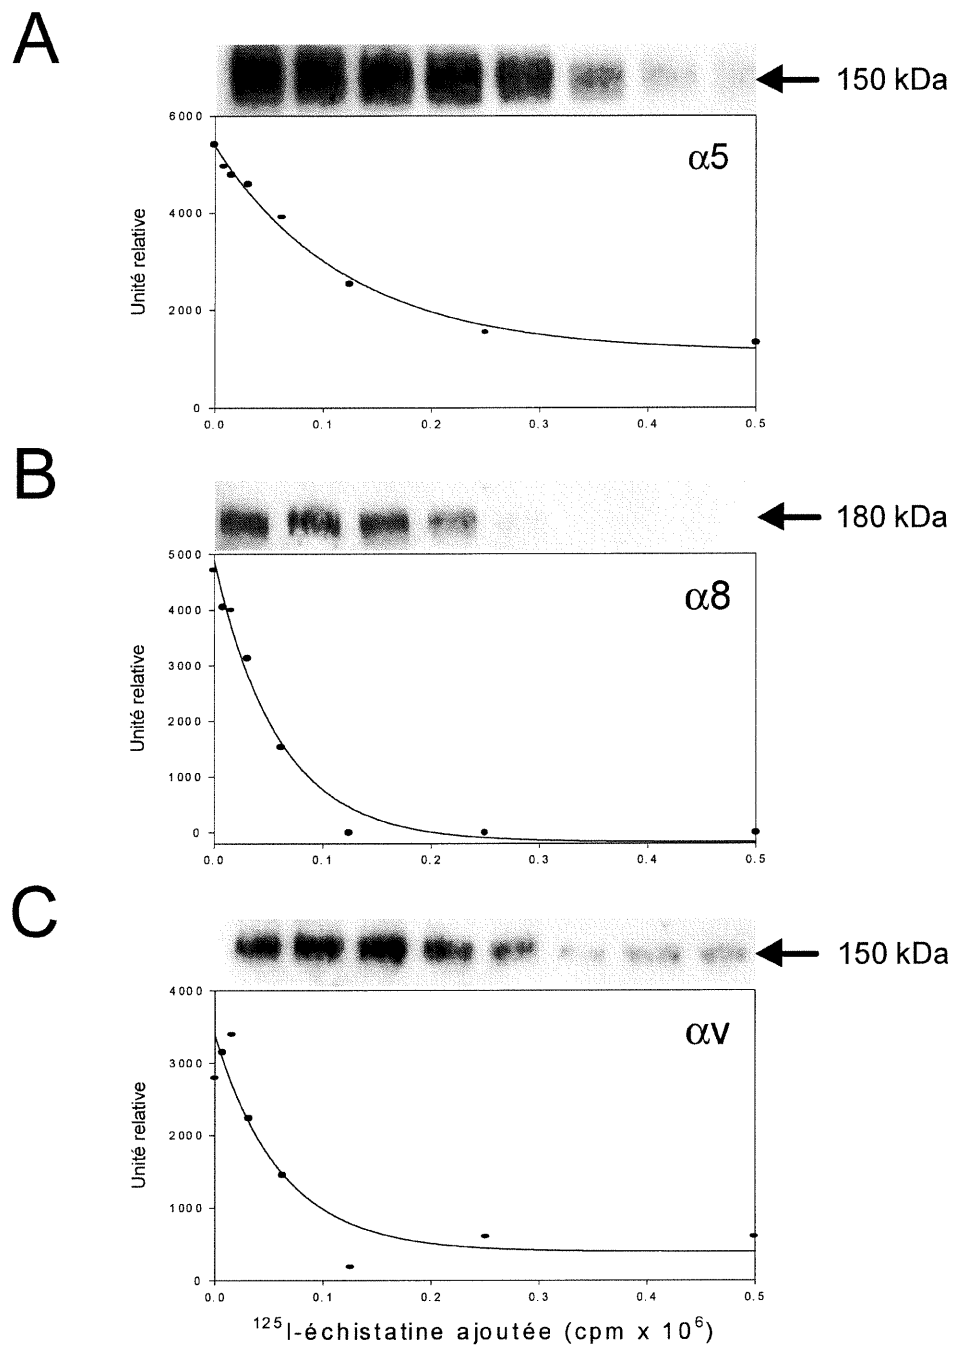 A
150 kDa
α5
6000
4000
2000
0
Unité relative
0.0 0.1 0.2 0.3 0.4 0.5
B
180 kDa
α8
5000
4000
3000
2000
1000
0
Unité relative
0.0 0.1 0.2 0.3 0.4 0.5
C
150 kDa
αv
4000
3000
2000
1000
0
Unité relative
0.0 0.1 0.2 0.3 0.4 0.5
¹²⁵I-échistatine ajoutée (cpm x 10⁶)